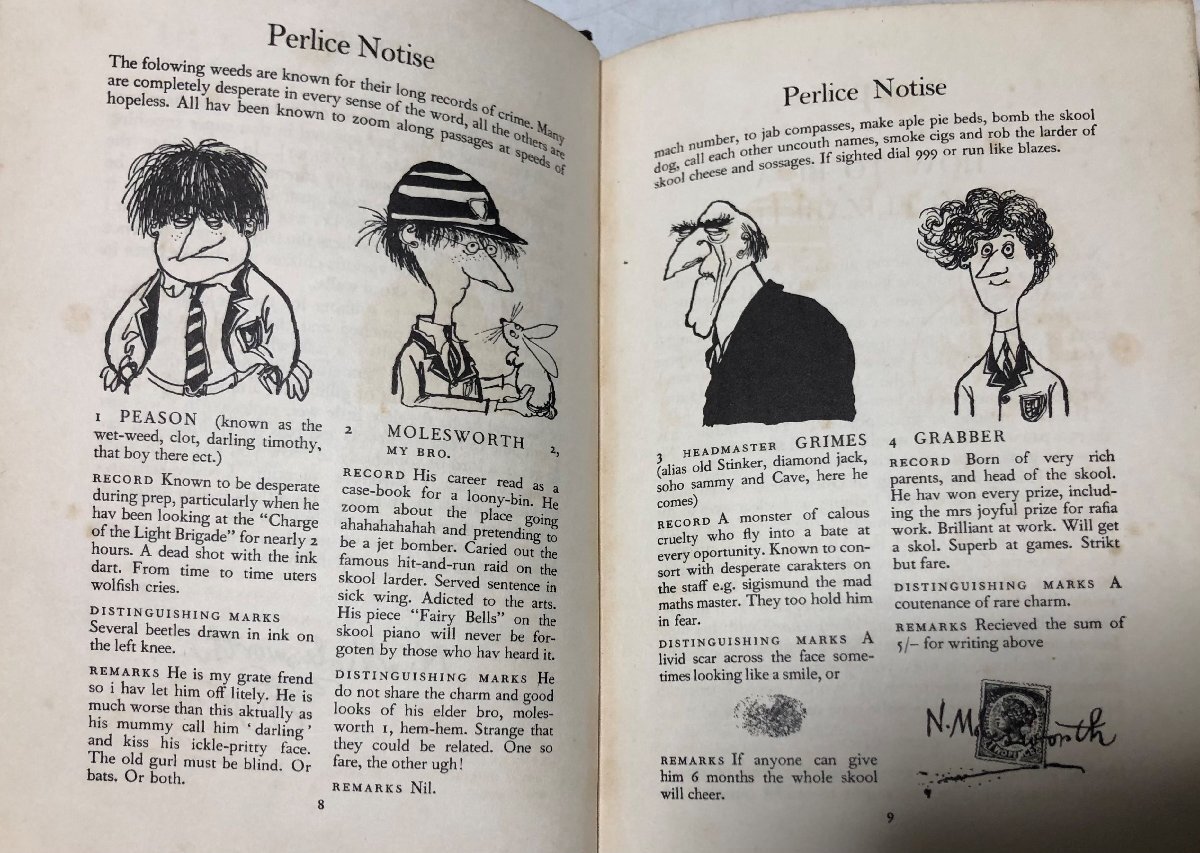 Perlice Notise
The folowing weeds are known for their long records of crime. Many
are completely desperate in every sense of the word, all the others are
hopeless. All hav been known to zoom along passages at speeds of
1 PEASON (known as the
wet-weed, clot, darling timothy,
that boy there ect.)
RECORD Known to be desperate
during prep, particularly when he
hav been looking at the "Charge
of the Light Brigade" for nearly 2
hours. A dead shot with the ink
dart. From time to time uters
wolfish cries.
DISTINGUISHING MARKS
Several beetles drawn in ink on
the left knee.
REMARKS He is my grate frend
so i hav let him off litely. He is
much worse than this aktually as
his mummy call him 'darling'
and kiss his ickle-pritty face.
The old gurl must be blind. Or
bats. Or both.
2 MOLESWORTH 2,
MY BRO.
RECORD His career read as a
case-book for a loony-bin. He
zoom about the place going
ahahahahahah and pretending to
be a jet bomber. Caried out the
famous hit-and-run raid on the
skool larder. Served sentence in
sick wing. Adicted to the arts.
His piece "Fairy Bells" on the
skool piano will never be for-
goten by those who hav heard it.
DISTINGUISHING MARKS He
do not share the charm and good
looks of his elder bro, moles-
worth 1, hem-hem. Strange that
they could be related. One so
fare, the other ugh!
REMARKS Nil.
8
Perlice Notise
mach number, to jab compasses, make aple pie beds, bomb the skool
dog, call each other uncouth names, smoke cigs and rob the larder of
skool cheese and sossages. If sighted dial 999 or run like blazes.
3 HEADMASTER GRIMES
(alias old Stinker, diamond jack,
soho sammy and Cave, here he
comes)
RECORD A monster of calous
cruelty who fly into a bate at
every oportunity. Known to con-
sort with desperate carakters on
the staff e.g. sigismund the mad
maths master. They too hold him
in fear.
DISTINGUISHING MARKS A
livid scar across the face some-
times looking like a smile, or
REMARKS If anyone can give
him 6 months the whole skool
will cheer.
4 GRABBER
RECORD Born of very rich
parents, and head of the skool.
He hav won every prize, includ-
ing the mrs joyful prize for rafia
work. Brilliant at work. Will get
a skol. Superb at games. Strikt
but fare.
DISTINGUISHING MARKS A
coutenance of rare charm.
REMARKS Recieved the sum of
5/– for writing above
N. Molesworth
9